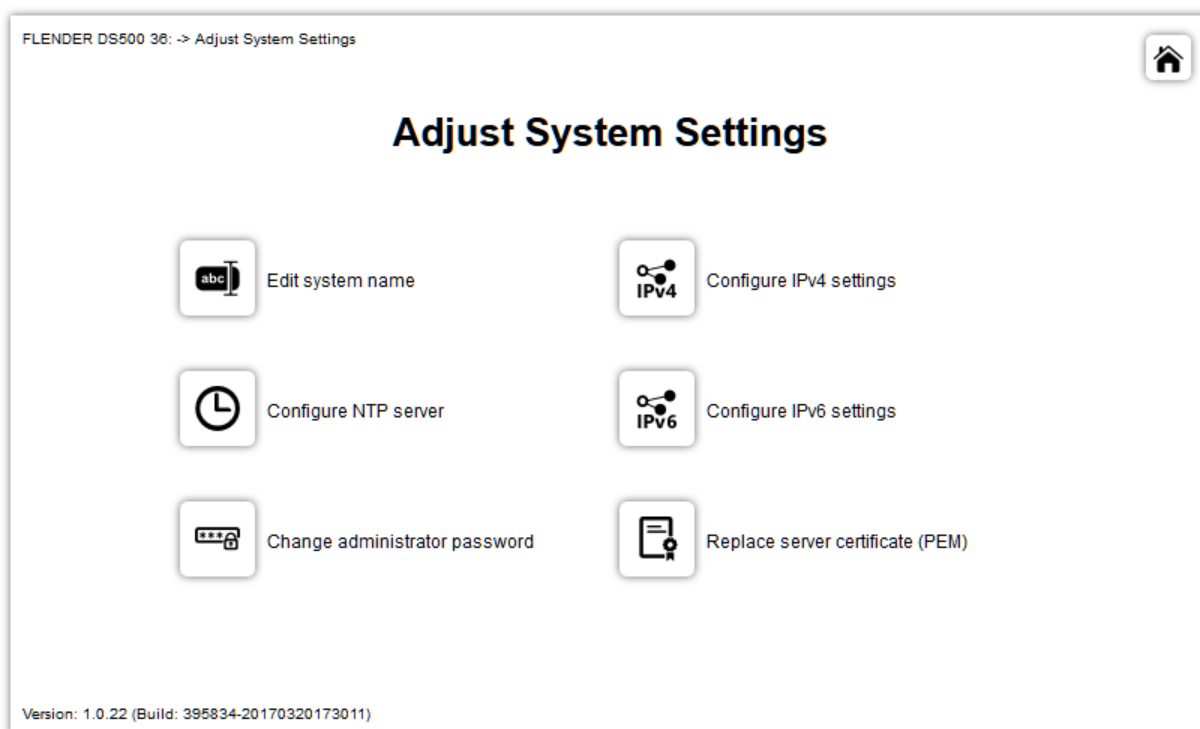 FLENDER DS500 36: -> Adjust System Settings
Adjust System Settings
abc
Edit system name
IPv4
Configure IPv4 settings
Configure NTP server
IPv6
Configure IPv6 settings
***
Change administrator password
Replace server certificate (PEM)
Version: 1.0.22 (Build: 395834-20170320173011)